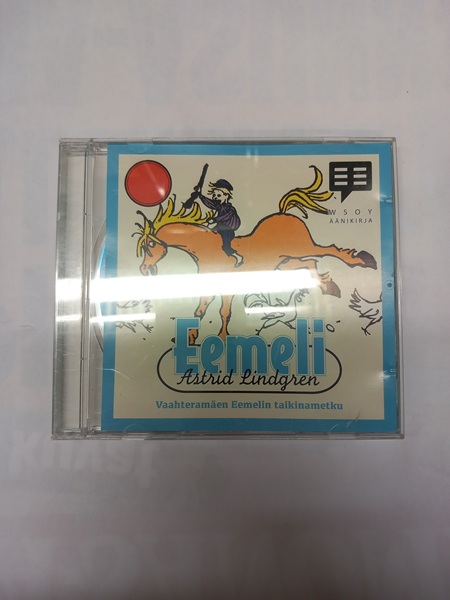 WSOY
ÄÄNIKIRJA
Eemeli
Astrid Lindgren
Vaahteramäen Eemelin taikinametku